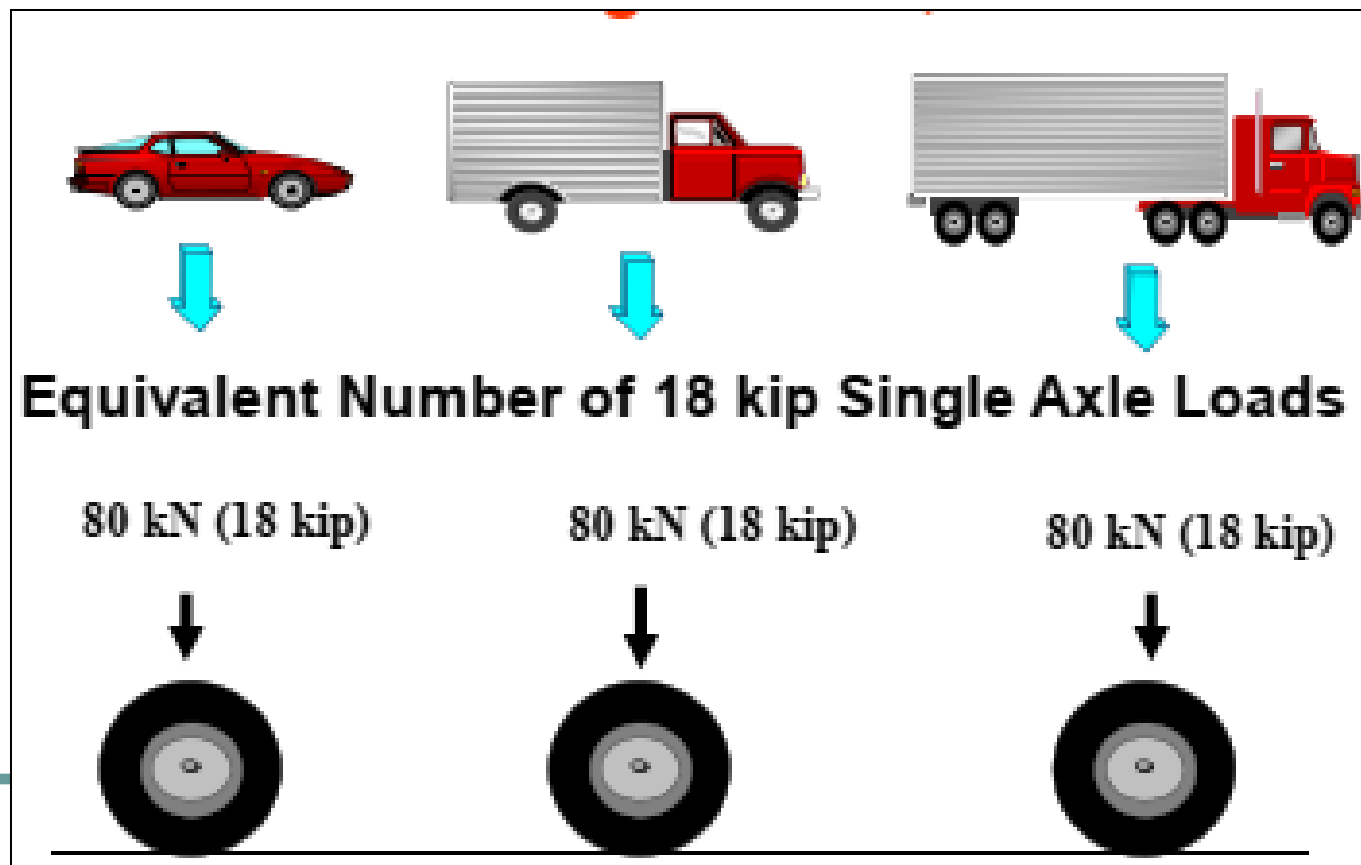 Equivalent Number of 18 kip Single Axle Loads
80 kN (18 kip) 80 kN (18 kip) 80 kN (18 kip)